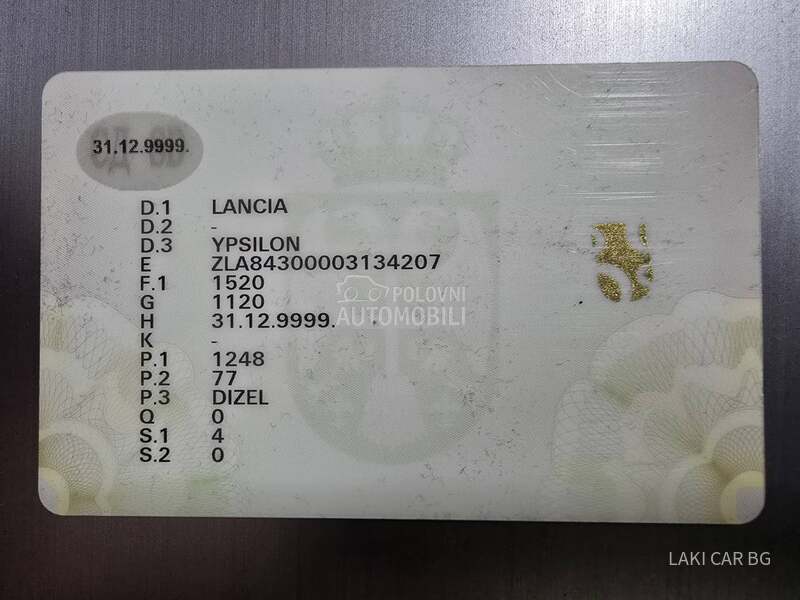 31.12.9999.
D.1 LANCIA
D.2 -
D.3 YPSILON
E ZLA84300003134207
F.1 1520
G 1120
H 31.12.9999.
K -
P.1 1248
P.2 77
P.3 DIZEL
Q 0
S.1 4
S.2 0
POLOVNI
AUTOMOBILI
LAKI CAR BG